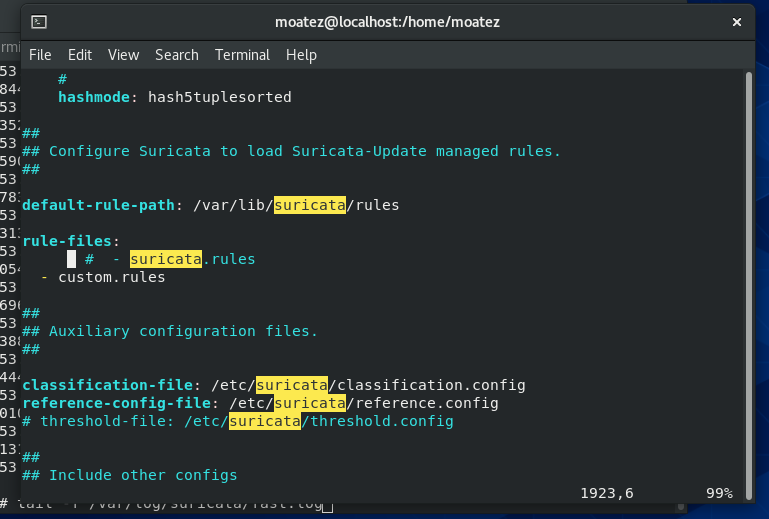 moatez@localhost:/home/moatez
File Edit View Search Terminal Help
#
hashmode: hash5tuplesorted
##
## Configure Suricata to load Suricata-Update managed rules.
##
default-rule-path: /var/lib/suricata/rules
rule-files:
# - suricata.rules
- custom.rules
##
## Auxiliary configuration files.
##
classification-file: /etc/suricata/classification.config
reference-config-file: /etc/suricata/reference.config
# threshold-file: /etc/suricata/threshold.config
##
## Include other configs
1923,6 99%
# tail -f /var/log/suricata/fast.log